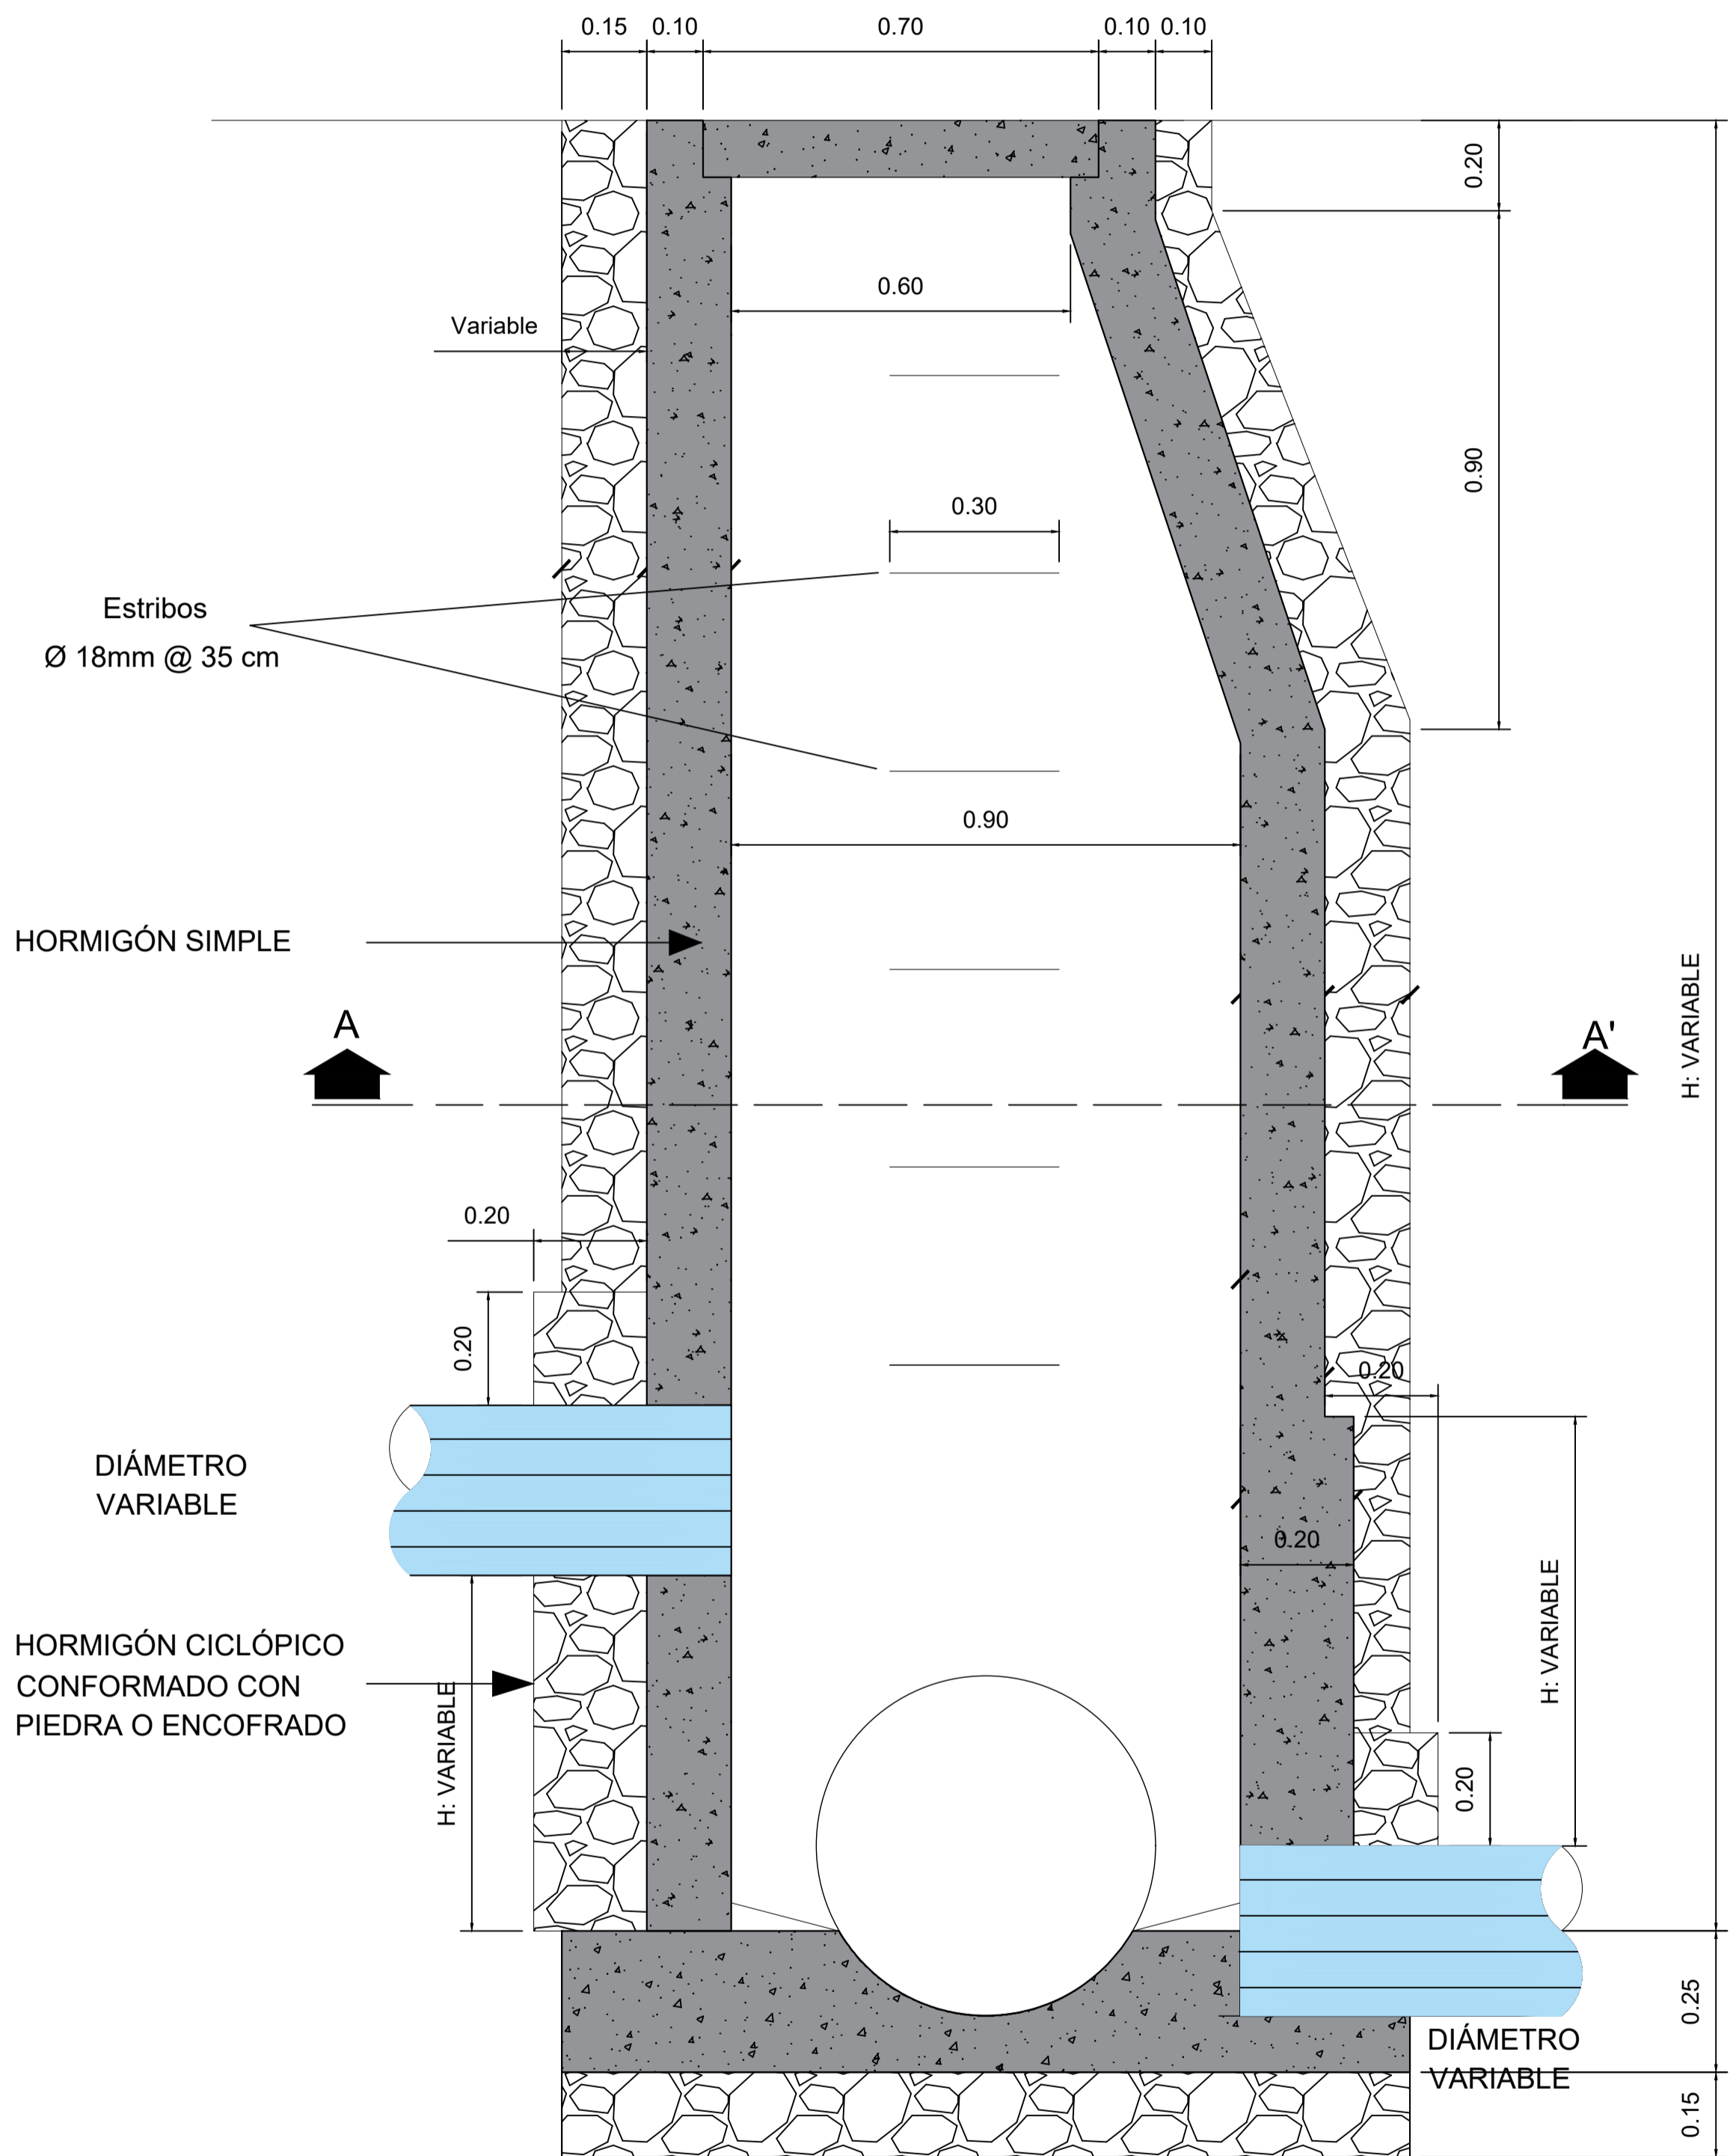 0.15 0.10 0.70 0.10 0.10
0.20
0.60
Variable
0.90
0.30
Estribos
Ø 18mm @ 35 cm
0.90
HORMIGÓN SIMPLE
H: VARIABLE
A A'
0.20
0.20
0.20
DIÁMETRO
VARIABLE
0.20
H: VARIABLE
HORMIGÓN CICLÓPICO
CONFORMADO CON
PIEDRA O ENCOFRADO
H: VARIABLE
0.20
0.25
DIÁMETRO
VARIABLE
0.15